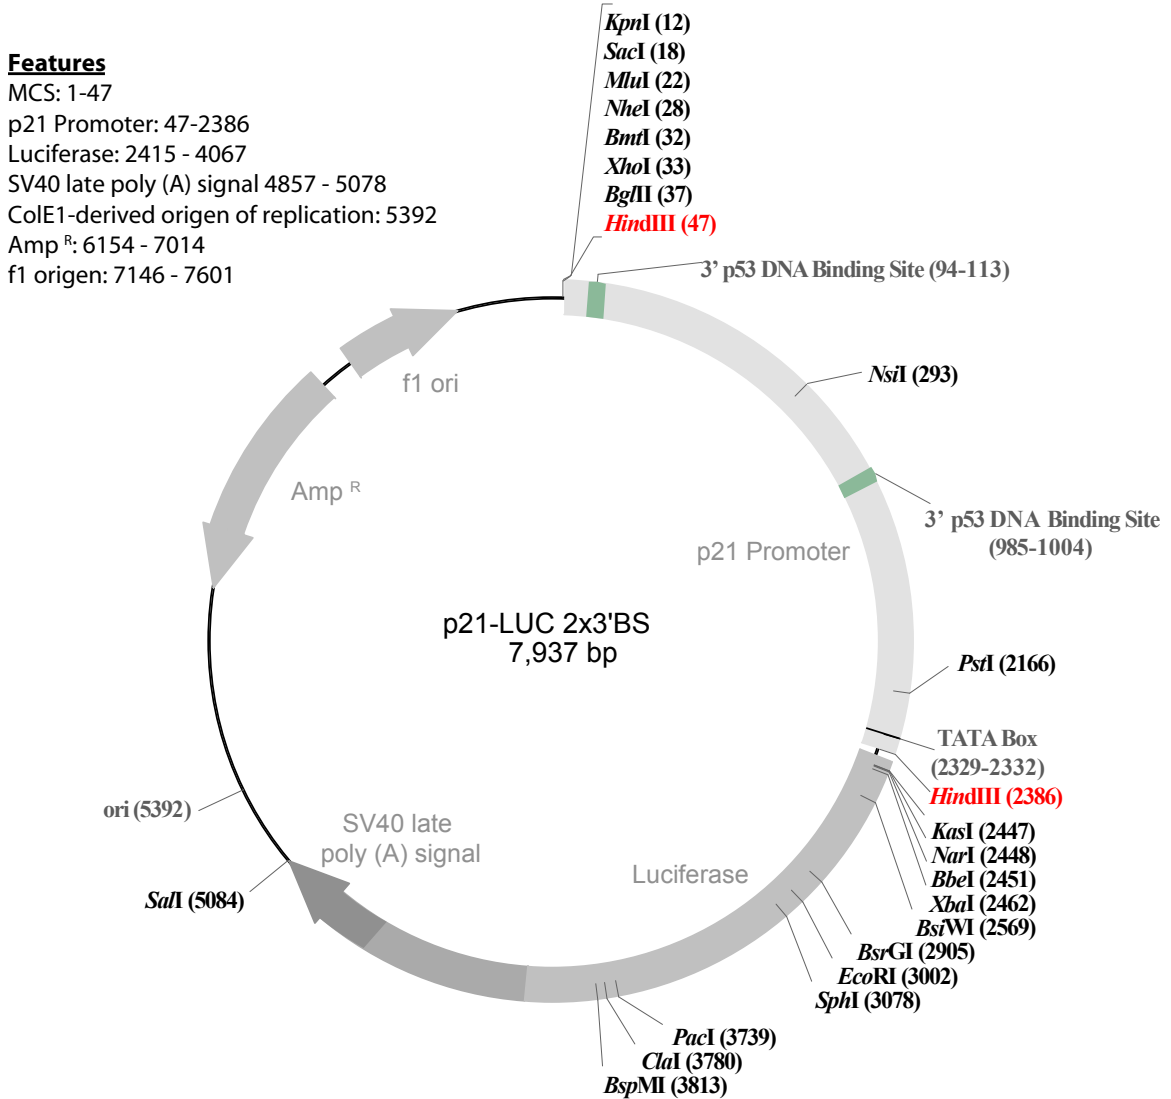 Features
MCS: 1-47
p21 Promoter: 47-2386
Luciferase: 2415 - 4067
SV40 late poly (A) signal 4857 - 5078
ColE1-derived origen of replication: 5392
Amp R: 6154 - 7014
f1 origen: 7146 - 7601
KpnI (12)
SacI (18)
MluI (22)
NheI (28)
BmtI (32)
XhoI (33)
BglII (37)
HindIII (47)
3’ p53 DNA Binding Site (94-113)
NsiI (293)
3’ p53 DNA Binding Site
(985-1004)
p21 Promoter
PstI (2166)
TATA Box
(2329-2332)
HindIII (2386)
KasI (2447)
NarI (2448)
BbeI (2451)
XbaI (2462)
BsiWI (2569)
BsrGI (2905)
EcoRI (3002)
SphI (3078)
Luciferase
PacI (3739)
ClaI (3780)
BspMI (3813)
SV40 late
poly (A) signal
SalI (5084)
ori (5392)
Amp R
f1 ori
p21-LUC 2x3'BS
7,937 bp